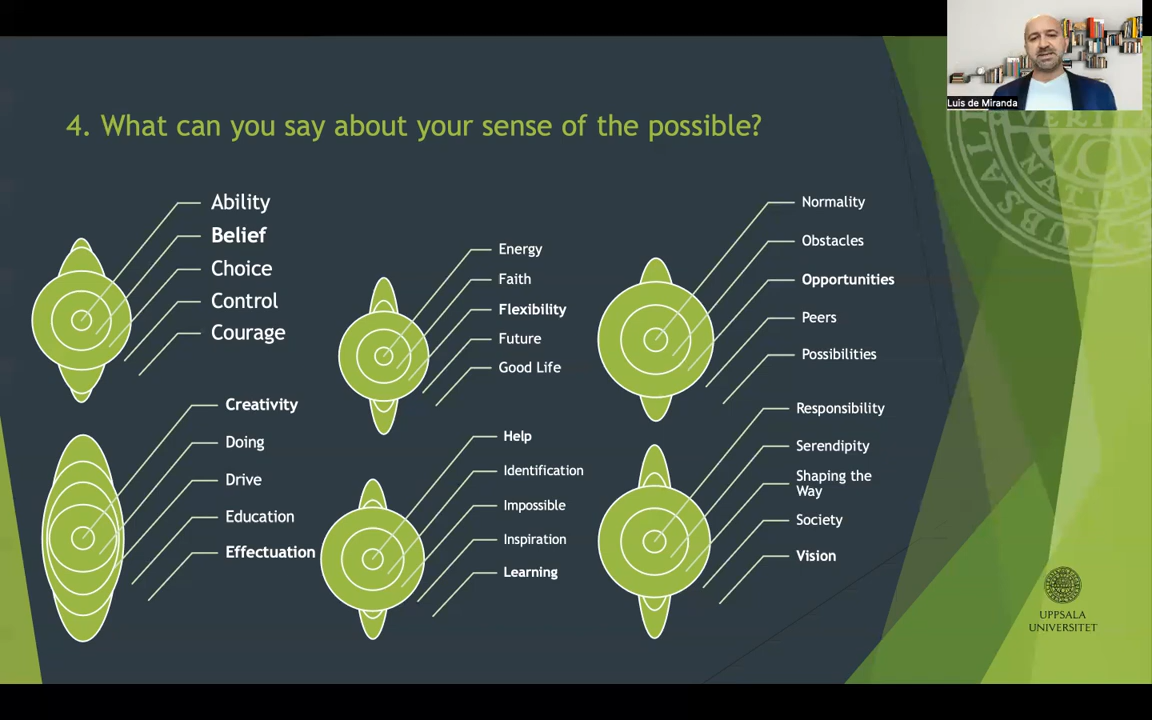 Luis de Miranda
4. What can you say about your sense of the possible?
Ability
Belief
Choice
Control
Courage
Energy
Faith
Flexibility
Future
Good Life
Normality
Obstacles
Opportunities
Peers
Possibilities
Creativity
Doing
Drive
Education
Effectuation
Help
Identification
Impossible
Inspiration
Learning
Responsibility
Serendipity
Shaping the
Way
Society
Vision
UPPSALA
UNIVERSITET